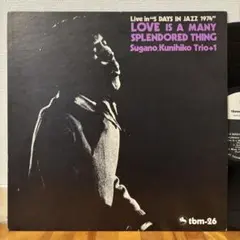 Live in "5 DAYS IN JAZZ 1974"
LOVE IS A MANY
SPLENDORED THING
Sugano, Kunihiko Trio+1
tbm-26